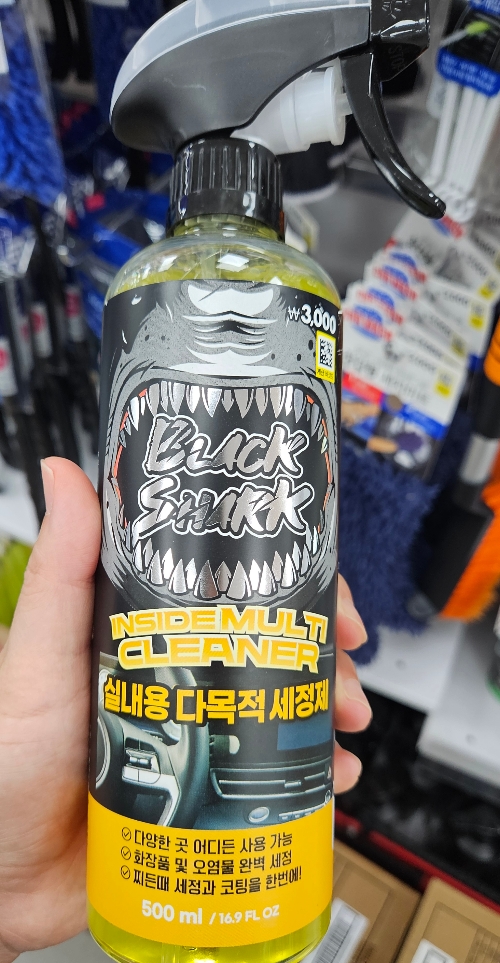 ₩3,000
BLACK
SHARK
INSIDE MULTI
CLEANER
실내용 다목적 세정제
다양한 곳 어디든 사용 가능
화장품 및 오염물 완벽 세정
찌든때 세정과 코팅을 한번에!
500 ml / 16.9 FL OZ